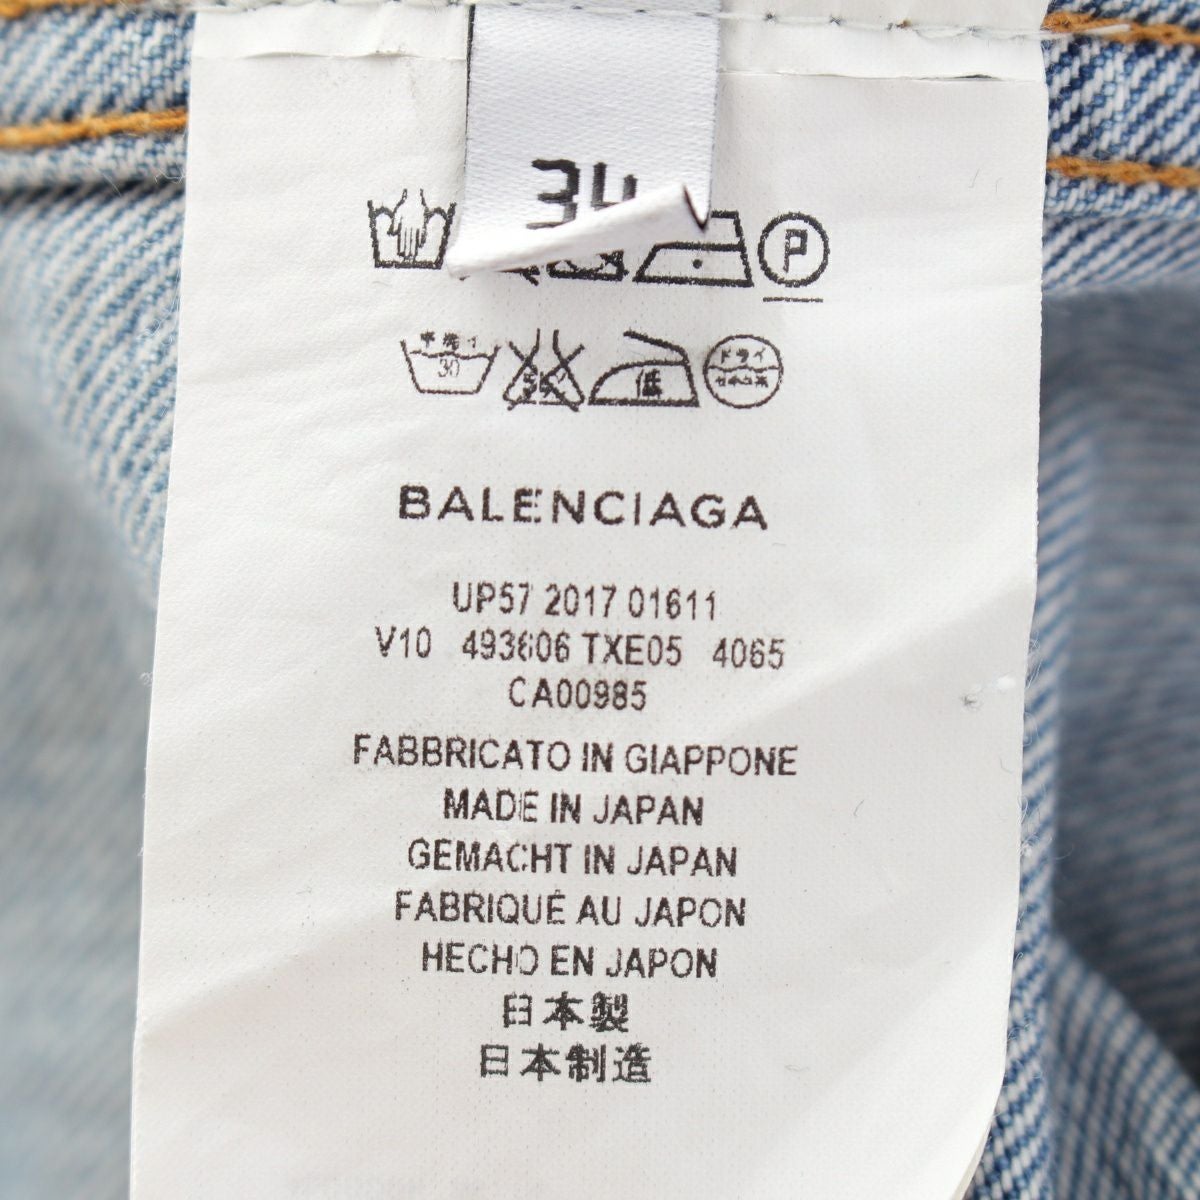 34
P
手洗イ
30
低
ドライ
BALENCIAGA
UP57 2017 01611
V10 493606 TXE05 4065
CA00985
FABBRICATO IN GIAPPONE
MADE IN JAPAN
GEMACHT IN JAPAN
FABRIQUÉ AU JAPON
HECHO EN JAPON
日本製
日本制造